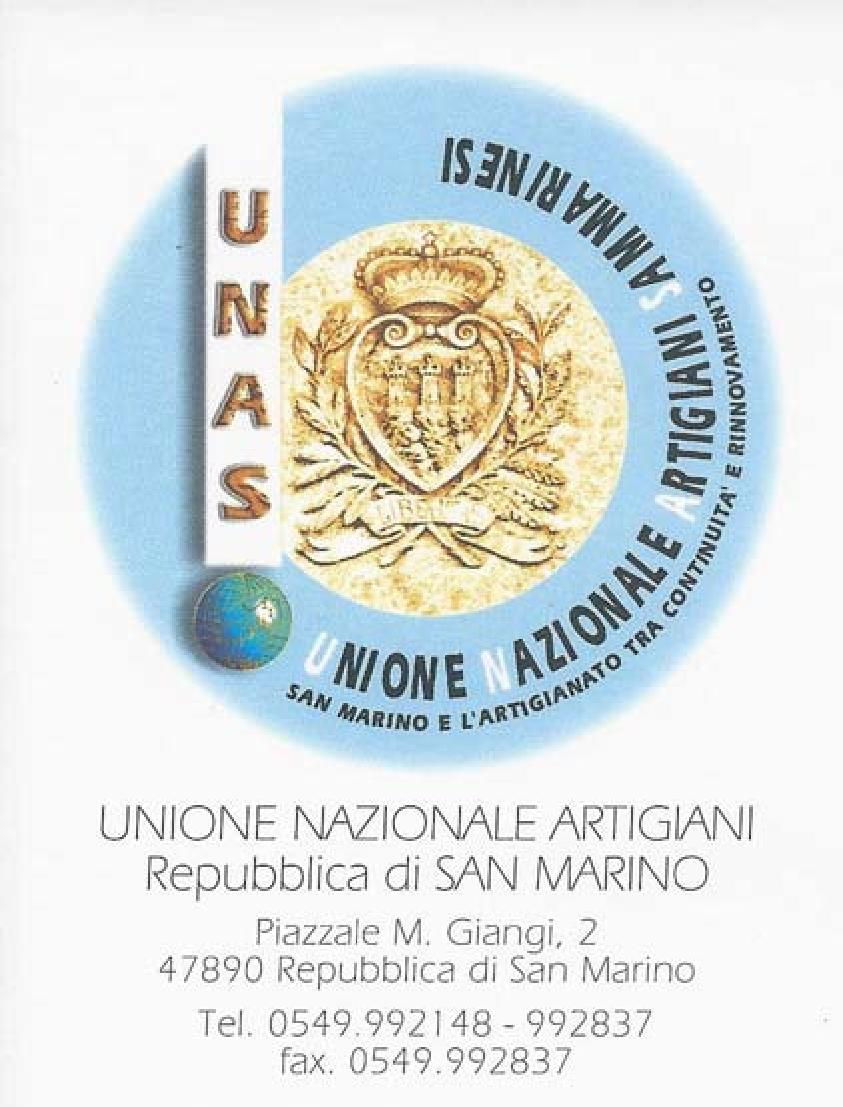 UNAS
UNIONE NAZIONALE ARTIGIANI SAMMARINESI
SAN MARINO E L'ARTIGIANATO TRA CONTINUITA' E RINNOVAMENTO
LIBERTAS
UNIONE NAZIONALE ARTIGIANI
Repubblica di SAN MARINO
Piazzale M. Giangi, 2
47890 Repubblica di San Marino
Tel. 0549.992148 - 992837
fax. 0549.992837